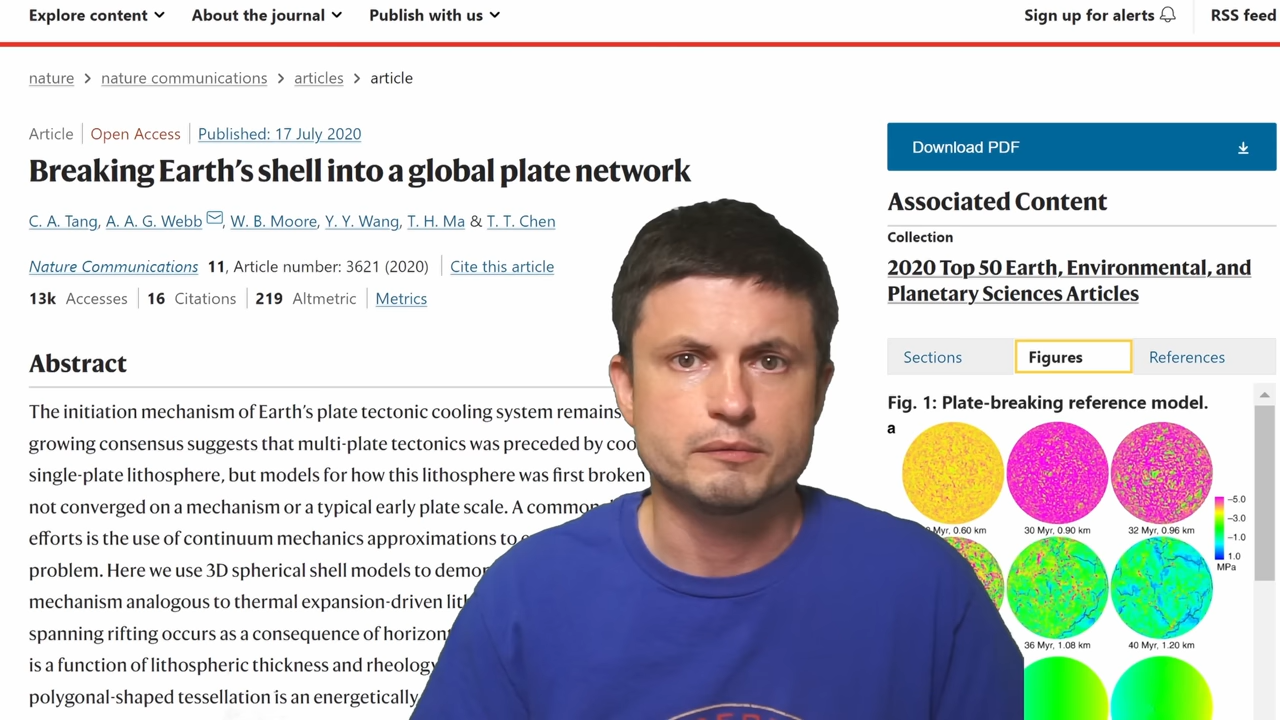 Explore content
About the journal
Publish with us
Sign up for alerts
RSS feed
nature > nature communications > articles > article
Article | Open Access | Published: 17 July 2020
Breaking Earth's shell into a global plate network
C. A. Tang, A. A. G. Webb, W. B. Moore, Y. Y. Wang, T. H. Ma & T. T. Chen
Nature Communications 11, Article number: 3621 (2020) | Cite this article
13k Accesses | 16 Citations | 219 Altmetric | Metrics
Abstract
The initiation mechanism of Earth's plate tectonic cooling system remains
growing consensus suggests that multi-plate tectonics was preceded by
single-plate lithosphere, but models for how this lithosphere was first broken
not converged on a mechanism or a typical early plate scale. A common
efforts is the use of continuum mechanics approximations to
problem. Here we use 3D spherical shell models to
mechanism analogous to thermal expansion-driven
spanning rifting occurs as a consequence of
is a function of lithospheric thickness and rheology
polygonal-shaped tessellation is an energetically
Download PDF
Associated Content
Collection
2020 Top 50 Earth, Environmental, and
Planetary Sciences Articles
Sections
Figures
References
Fig. 1: Plate-breaking reference model.
a
Myr, 0.60 km
30 Myr, 0.90 km
32 Myr, 0.96 km
-5.0
-3.0
-1.0
1.0
MPa
36 Myr, 1.08 km
40 Myr, 1.20 km